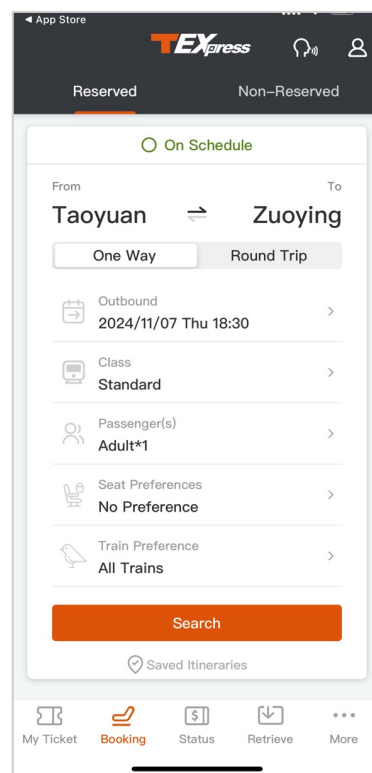 ◀ App Store
TEXpress
Reserved
Non-Reserved
On Schedule
From
To
Taoyuan
Zuoying
One Way
Round Trip
Outbound
2024/11/07 Thu 18:30
Class
Standard
Passenger(s)
Adult*1
Seat Preferences
No Preference
Train Preference
All Trains
Search
Saved Itineraries
My Ticket
Booking
Status
Retrieve
More